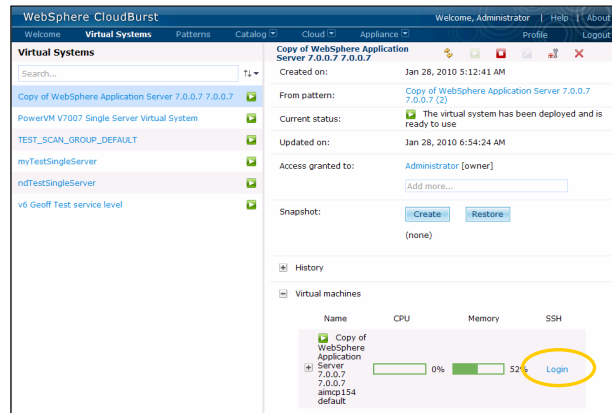 WebSphere CloudBurst
Welcome, Administrator | Help | About
Welcome Virtual Systems Patterns Catalog Cloud Appliance Profile Logout
Virtual Systems
Search...
Copy of WebSphere Application Server 7.0.0.7 7.0.0.7
PowerVM V7007 Single Server Virtual System
TEST_SCAN_GROUP_DEFAULT
myTestSingleServer
ndTestSingleServer
v6 Geoff Test service level
Copy of WebSphere Application
Server 7.0.0.7 7.0.0.7
Created on: Jan 28, 2010 5:12:41 AM
From pattern: Copy of WebSphere Application Server 7.0.0.7
7.0.0.7 (2)
Current status: The virtual system has been deployed and is
ready to use
Updated on: Jan 28, 2010 6:54:24 AM
Access granted to: Administrator [owner]
Add more...
Snapshot: Create Restore
(none)
History
Virtual machines
Name CPU Memory SSH
Copy of
WebSphere
Application
Server
7.0.0.7
7.0.0.7
aimcp154
default
0% 52% Login